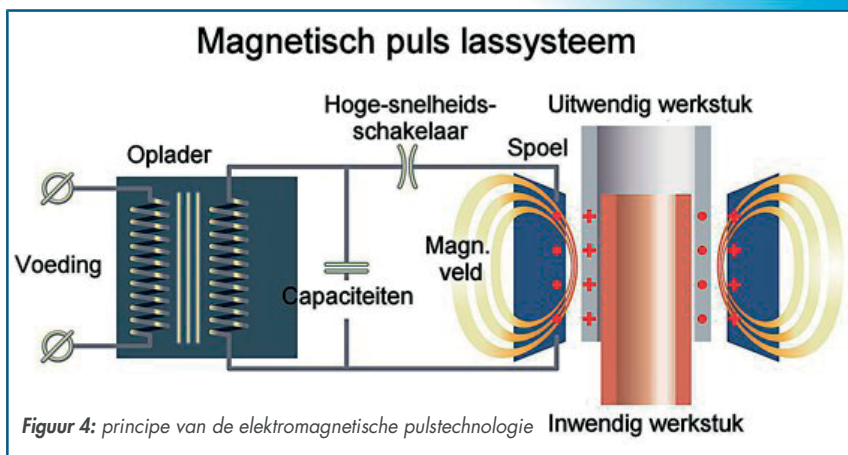 Magnetisch puls lassysteem
Hoge-snelheids-
schakelaar
Uitwendig werkstuk
Oplader
Spoel
Voeding
Magn.
veld
Capaciteiten
Figuur 4: principe van de elektromagnetische pulstechnologie
Inwendig werkstuk